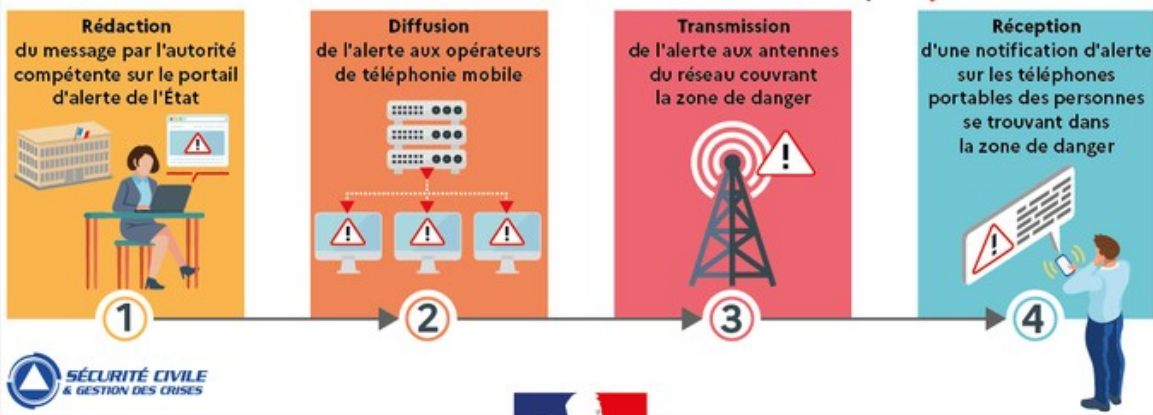 Rédaction
du message par l'autorité
compétente sur le portail
d'alerte de l'État
1
Diffusion
de l'alerte aux opérateurs
de téléphonie mobile
2
Transmission
de l'alerte aux antennes
du réseau couvrant
la zone de danger
3
Réception
d'une notification d'alerte
sur les téléphones
portables des personnes
se trouvant dans
la zone de danger
4
SÉCURITÉ CIVILE
& GESTION DES CRISES